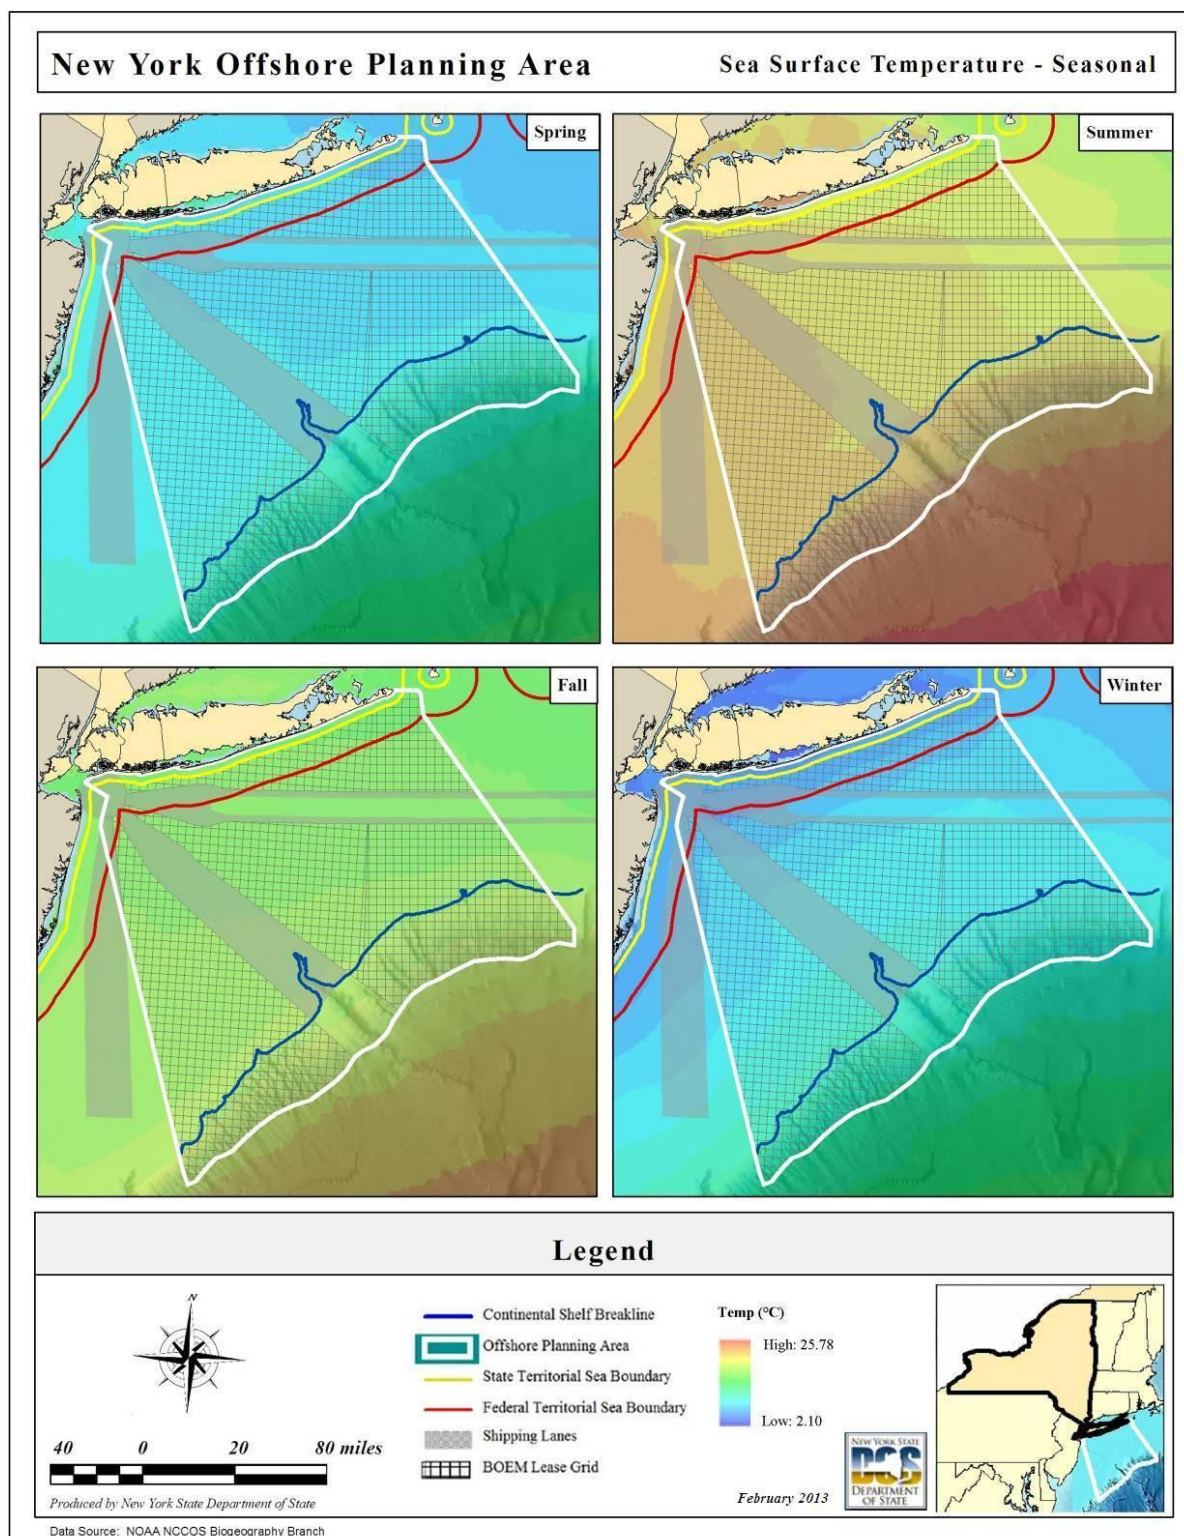 New York Offshore Planning Area
Sea Surface Temperature - Seasonal
Spring
Summer
Fall
Winter
Legend
N
40 0 20 80 miles
Produced by New York State Department of State
Continental Shelf Breakline
Offshore Planning Area
State Territorial Sea Boundary
Federal Territorial Sea Boundary
Shipping Lanes
BOEM Lease Grid
Temp (°C)
High: 25.78
Low: 2.10
February 2013
NEW YORK STATE
DOS
DEPARTMENT
OF STATE
Data Source: NOAA NCCOS Biogeography Branch